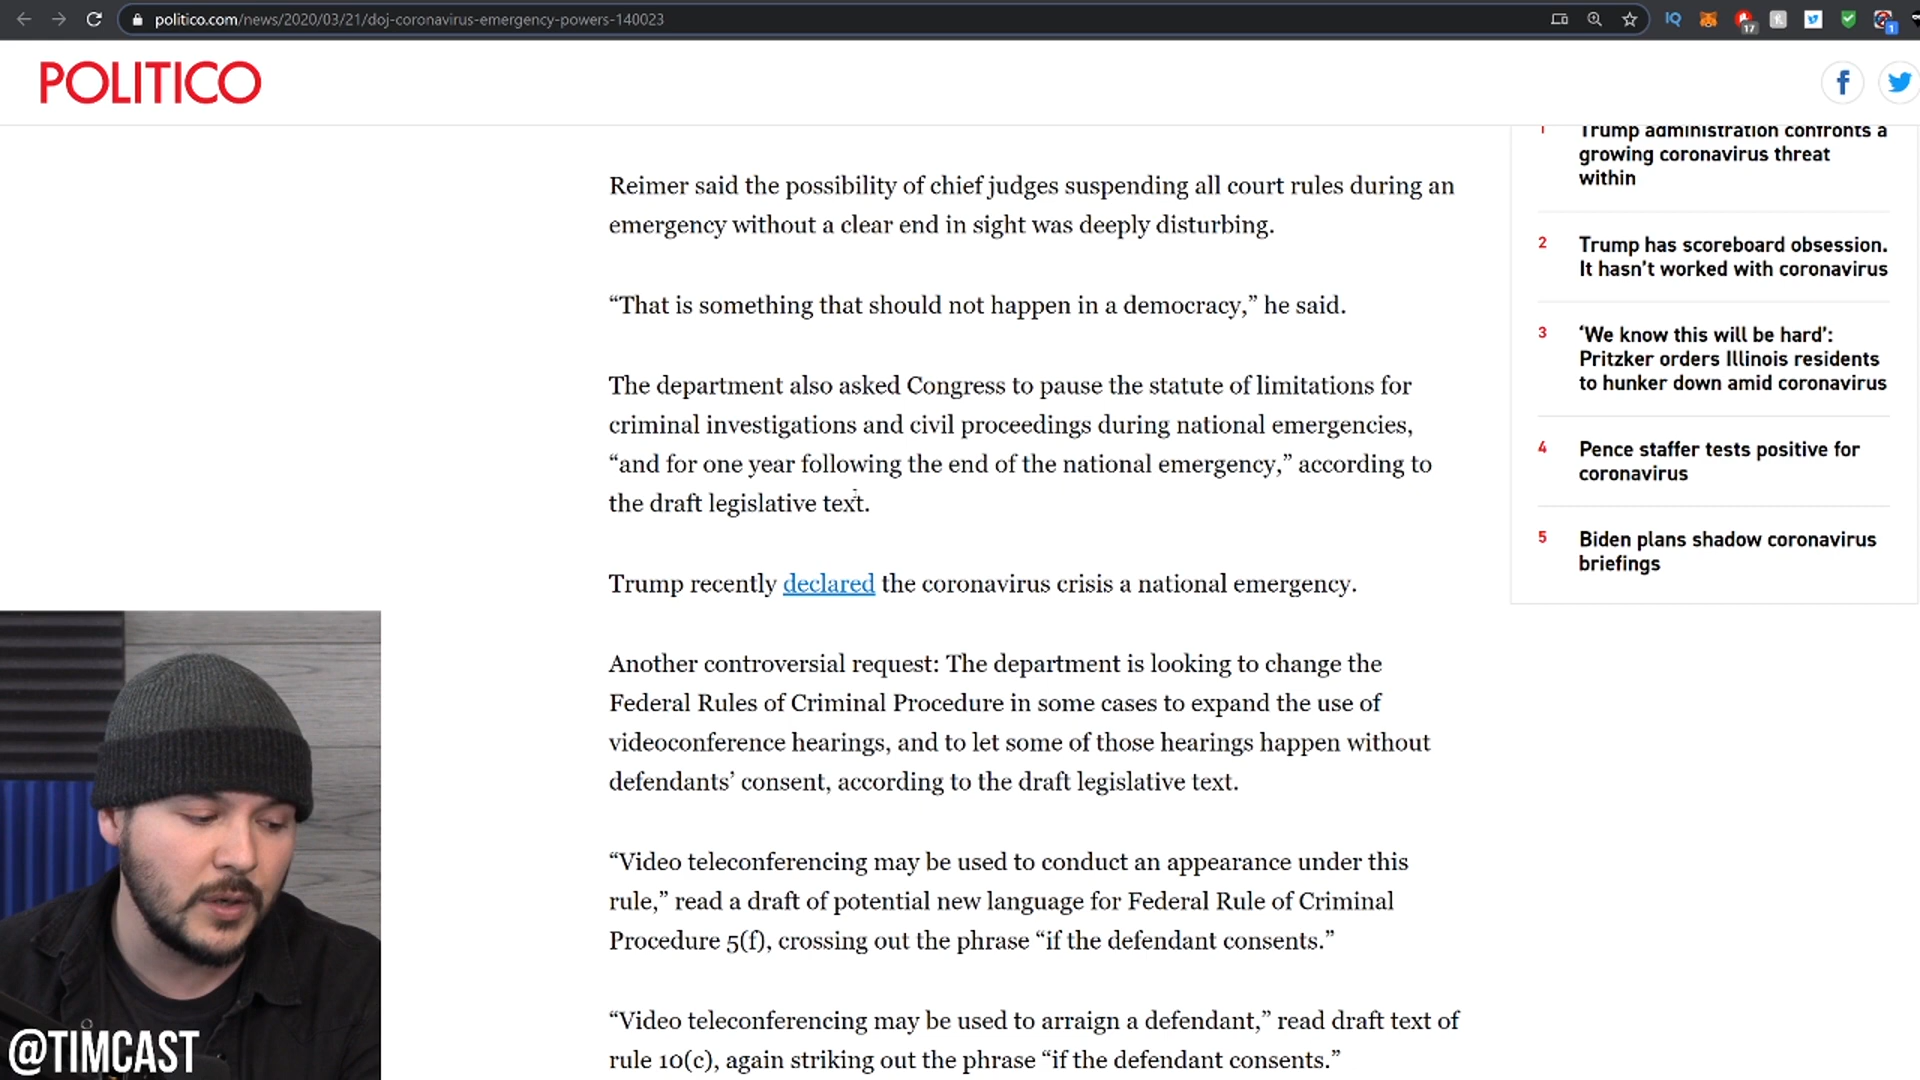 politico.com/news/2020/03/21/doj-coronavirus-emergency-powers-140023
IQ
17
1
POLITICO
Reimer said the possibility of chief judges suspending all court rules during an
emergency without a clear end in sight was deeply disturbing.
“That is something that should not happen in a democracy,” he said.
The department also asked Congress to pause the statute of limitations for
criminal investigations and civil proceedings during national emergencies,
“and for one year following the end of the national emergency,” according to
the draft legislative text.
Trump recently declared the coronavirus crisis a national emergency.
Another controversial request: The department is looking to change the
Federal Rules of Criminal Procedure in some cases to expand the use of
videoconference hearings, and to let some of those hearings happen without
defendants’ consent, according to the draft legislative text.
“Video teleconferencing may be used to conduct an appearance under this
rule,” read a draft of potential new language for Federal Rule of Criminal
Procedure 5(f), crossing out the phrase “if the defendant consents.”
“Video teleconferencing may be used to arraign a defendant,” read draft text of
rule 10(c), again striking out the phrase “if the defendant consents.”
1 Trump administration confronts a
growing coronavirus threat
within
2 Trump has scoreboard obsession.
It hasn’t worked with coronavirus
3 ‘We know this will be hard’:
Pritzker orders Illinois residents
to hunker down amid coronavirus
4 Pence staffer tests positive for
coronavirus
5 Biden plans shadow coronavirus
briefings
@TIMCAST